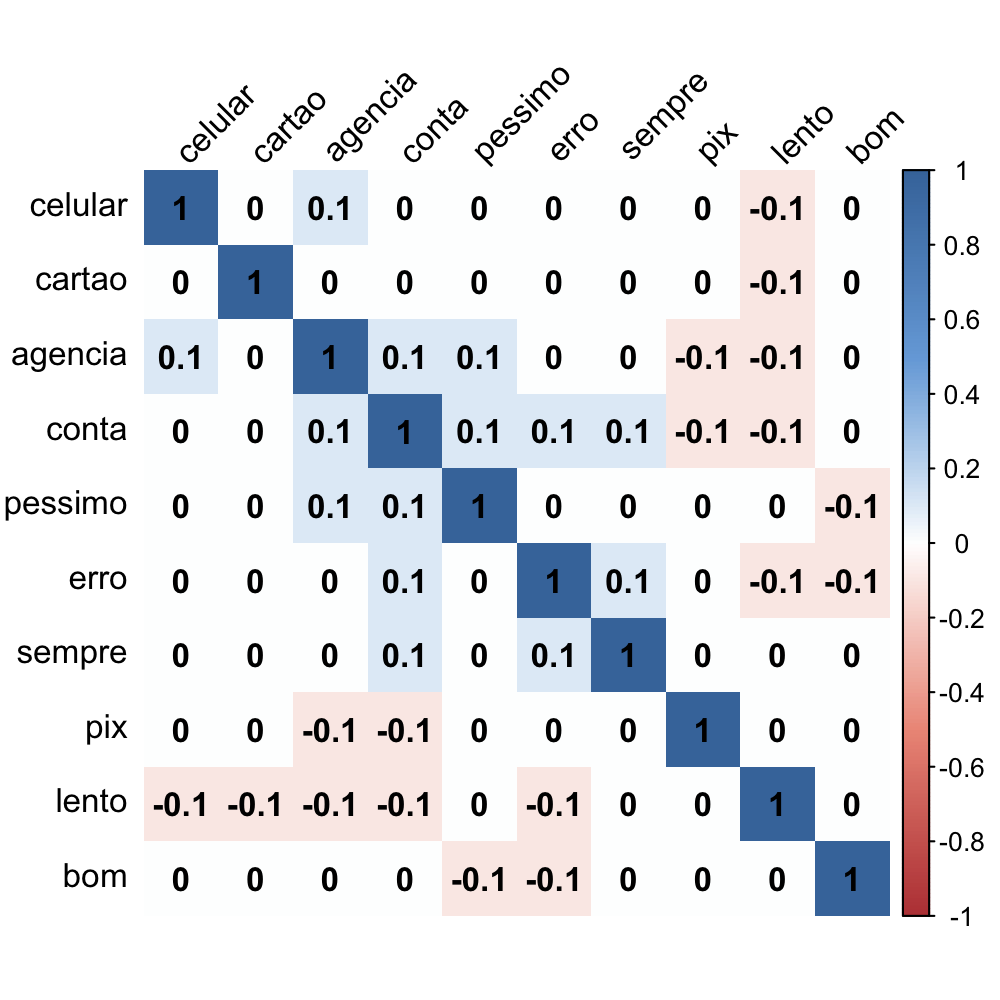 celular cartao agencia conta pessimo erro sempre pix lento bom
celular 1 0 0.1 0 0 0 0 0 -0.1 0
cartao 0 1 0 0 0 0 0 0 -0.1 0
agencia 0.1 0 1 0.1 0.1 0 0 -0.1 -0.1 0
conta 0 0 0.1 1 0.1 0.1 0.1 -0.1 -0.1 0
pessimo 0 0 0.1 0.1 1 0 0 0 0 -0.1
erro 0 0 0 0.1 0 1 0.1 0 -0.1 -0.1
sempre 0 0 0 0.1 0 0.1 1 0 0 0
pix 0 0 -0.1 -0.1 0 0 0 1 0 0
lento -0.1 -0.1 -0.1 -0.1 0 -0.1 0 0 1 0
bom 0 0 0 0 -0.1 -0.1 0 0 0 1
1
0.8
0.6
0.4
0.2
0
-0.2
-0.4
-0.6
-0.8
-1